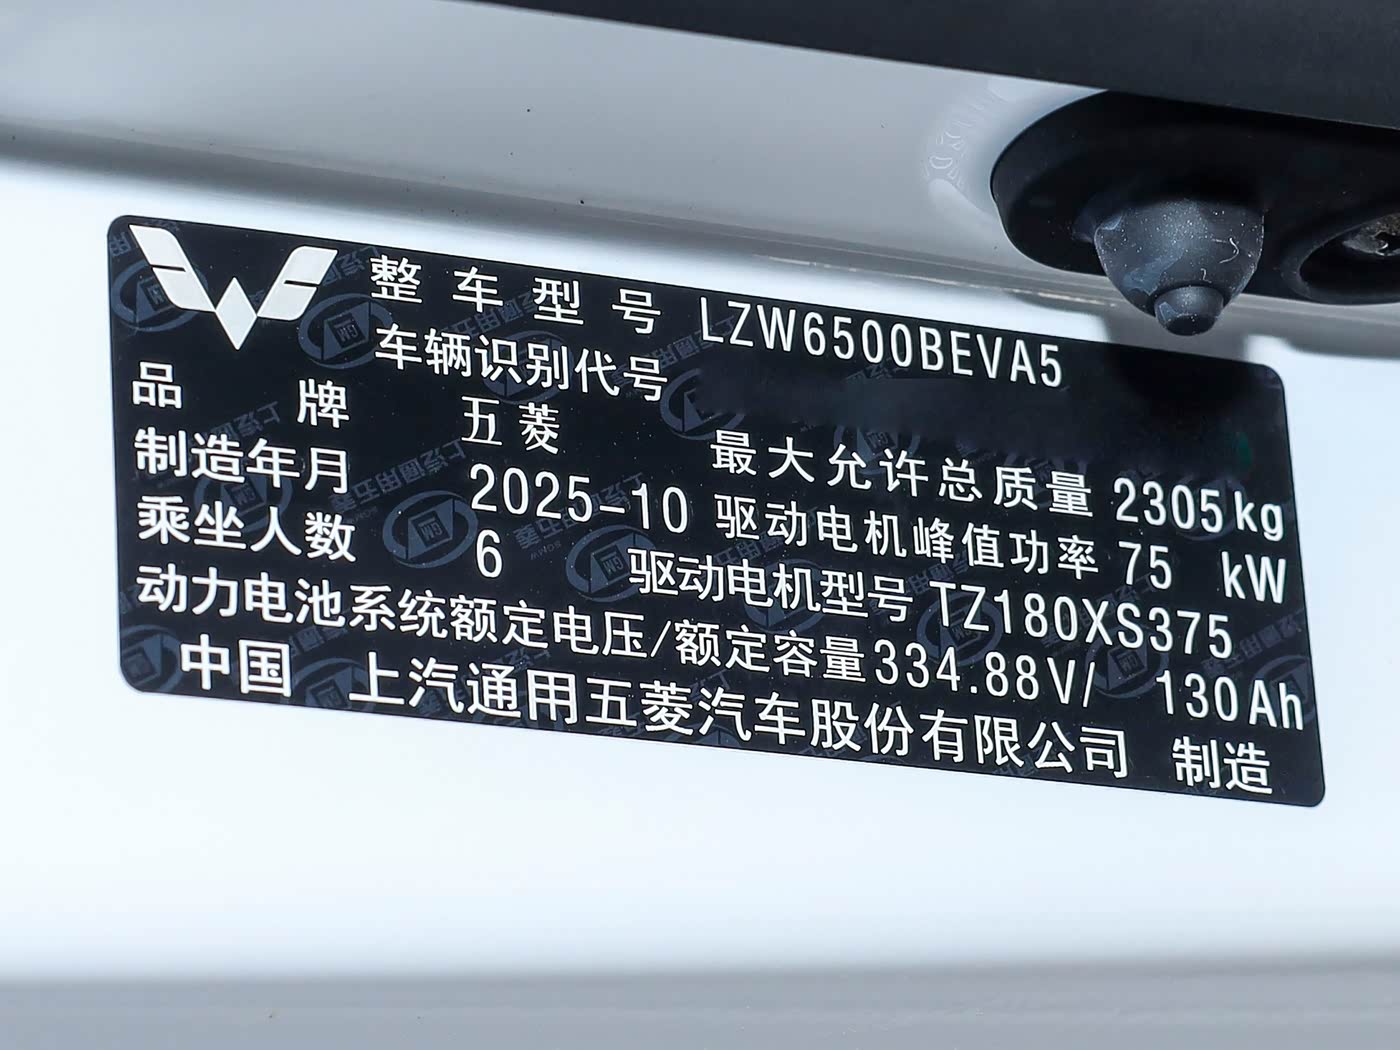 整车型号 LZW6500BEVA5
车辆识别代号
品牌 五菱 最大允许总质量 2305kg
制造年月 2025-10 驱动电机峰值功率 75 kW
乘坐人数 6 驱动电机型号 TZ180XS375
动力电池系统额定电压/额定容量 334.88V/ 130Ah
中国 上汽通用五菱汽车股份有限公司 制造